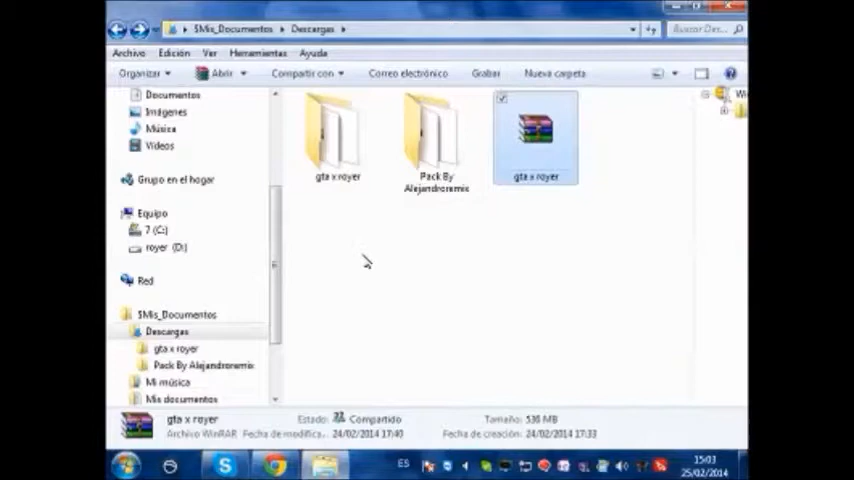 $Mis_Documentos
Descargas
Buscar Des...
Archivo
Edición
Ver
Herramientas
Ayuda
Organizar
Abrir
Compartir con
Correo electrónico
Grabar
Nueva carpeta
Documentos
Imágenes
Música
Vídeos
Grupo en el hogar
Equipo
7 (C:)
royer (D:)
Red
$Mis_Documentos
Descargas
gta x royer
Pack By Alejandroremix
Mi música
Mis documentos
gta x royer
Pack By
Alejandroremix
gta x royer
gta x royer
Archivo WinRAR
Estado:
Compartido
Fecha de modifica...
24/02/2014 17:40
Tamaño:
536 MB
Fecha de creación:
24/02/2014 17:33
ES
15:03
25/02/2014